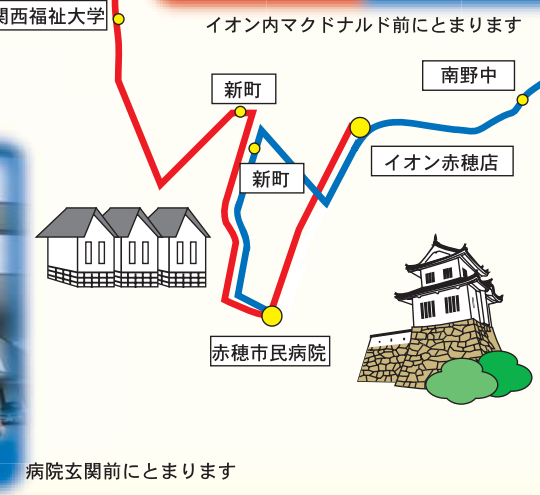 関西福祉大学
イオン内マクドナルド前にとまります
新町
南野中
イオン赤穂店
新町
赤穂市民病院
病院玄関前にとまります